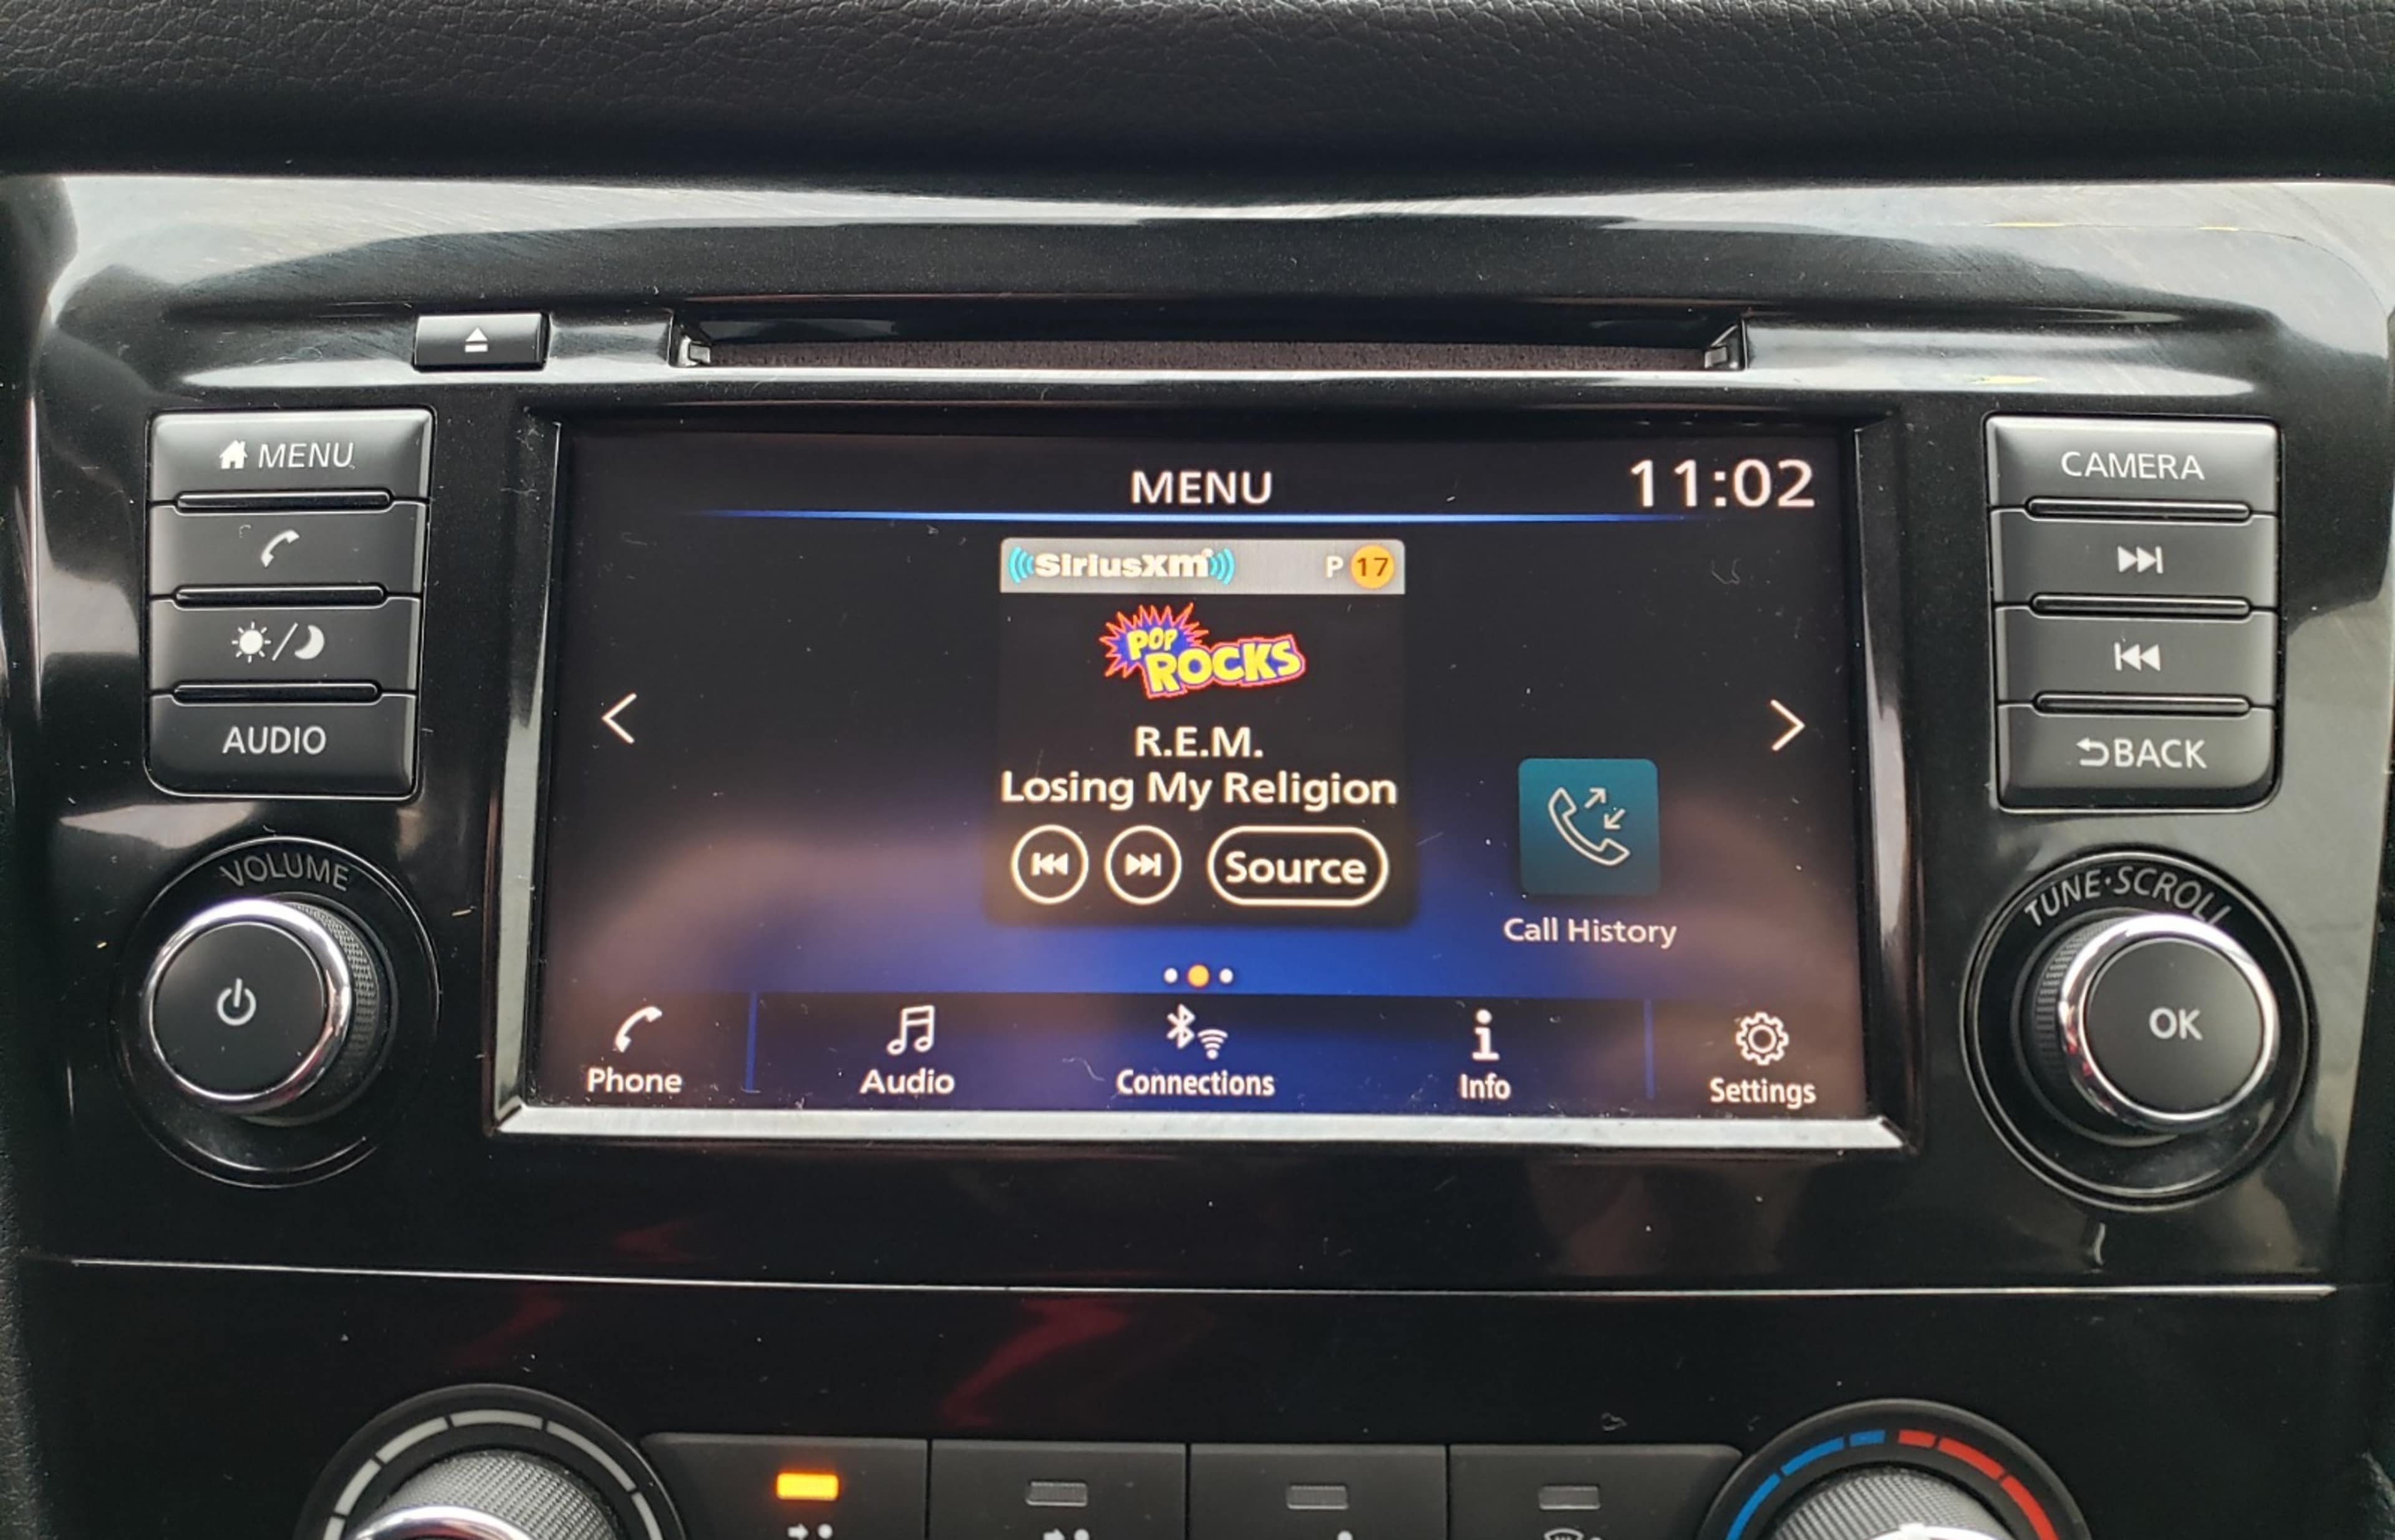 MENU
CAMERA
MENU
11:02
SiriusXM
P 17
POP
ROCKS
R.E.M.
Losing My Religion
Source
AUDIO
BACK
Call History
VOLUME
TUNE·SCROLL
OK
Phone
Audio
Connections
Info
Settings